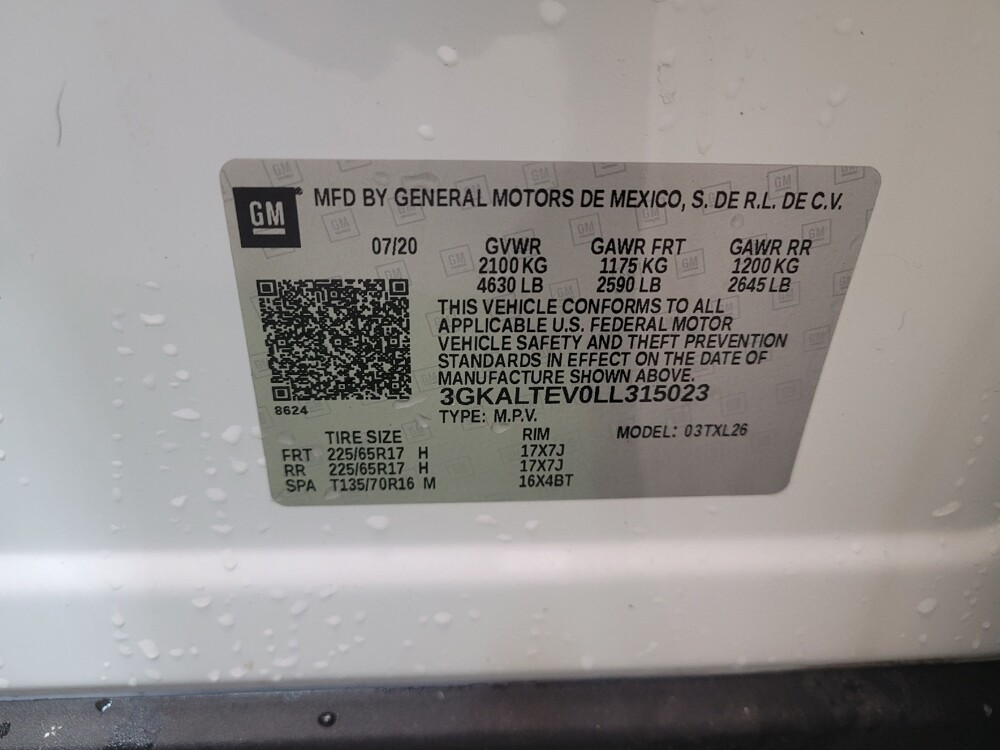 GM MFD BY GENERAL MOTORS DE MEXICO, S. DE R.L. DE C.V.
07/20 GVWR GAWR FRT GAWR RR
2100 KG 1175 KG 1200 KG
4630 LB 2590 LB 2645 LB
THIS VEHICLE CONFORMS TO ALL
APPLICABLE U.S. FEDERAL MOTOR
VEHICLE SAFETY AND THEFT PREVENTION
STANDARDS IN EFFECT ON THE DATE OF
MANUFACTURE SHOWN ABOVE.
3GKALTEV0LL315023
8624 TYPE: M.P.V.
TIRE SIZE RIM MODEL: 03TXL26
FRT 225/65R17 H 17X7J
RR 225/65R17 H 17X7J
SPA T135/70R16 M 16X4BT